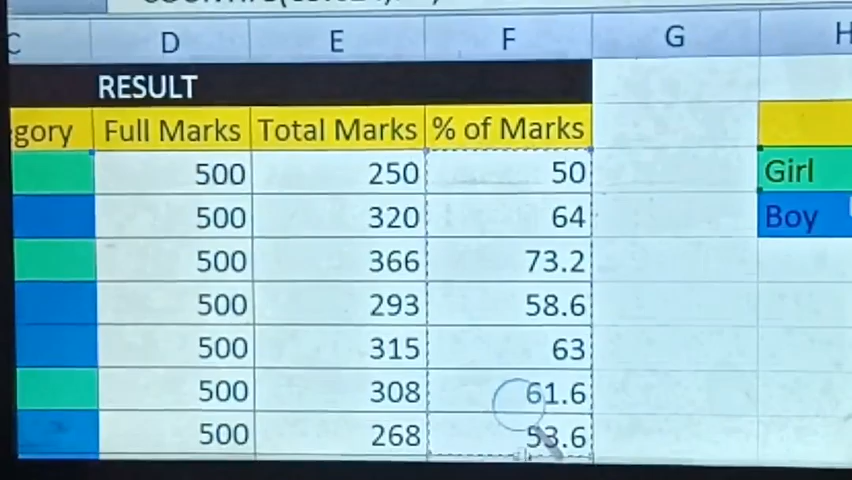 C D E F G H
RESULT
gory Full Marks Total Marks % of Marks
500 250 50 Girl
500 320 64 Boy
500 366 73.2
500 293 58.6
500 315 63
500 308 61.6
500 268 53.6